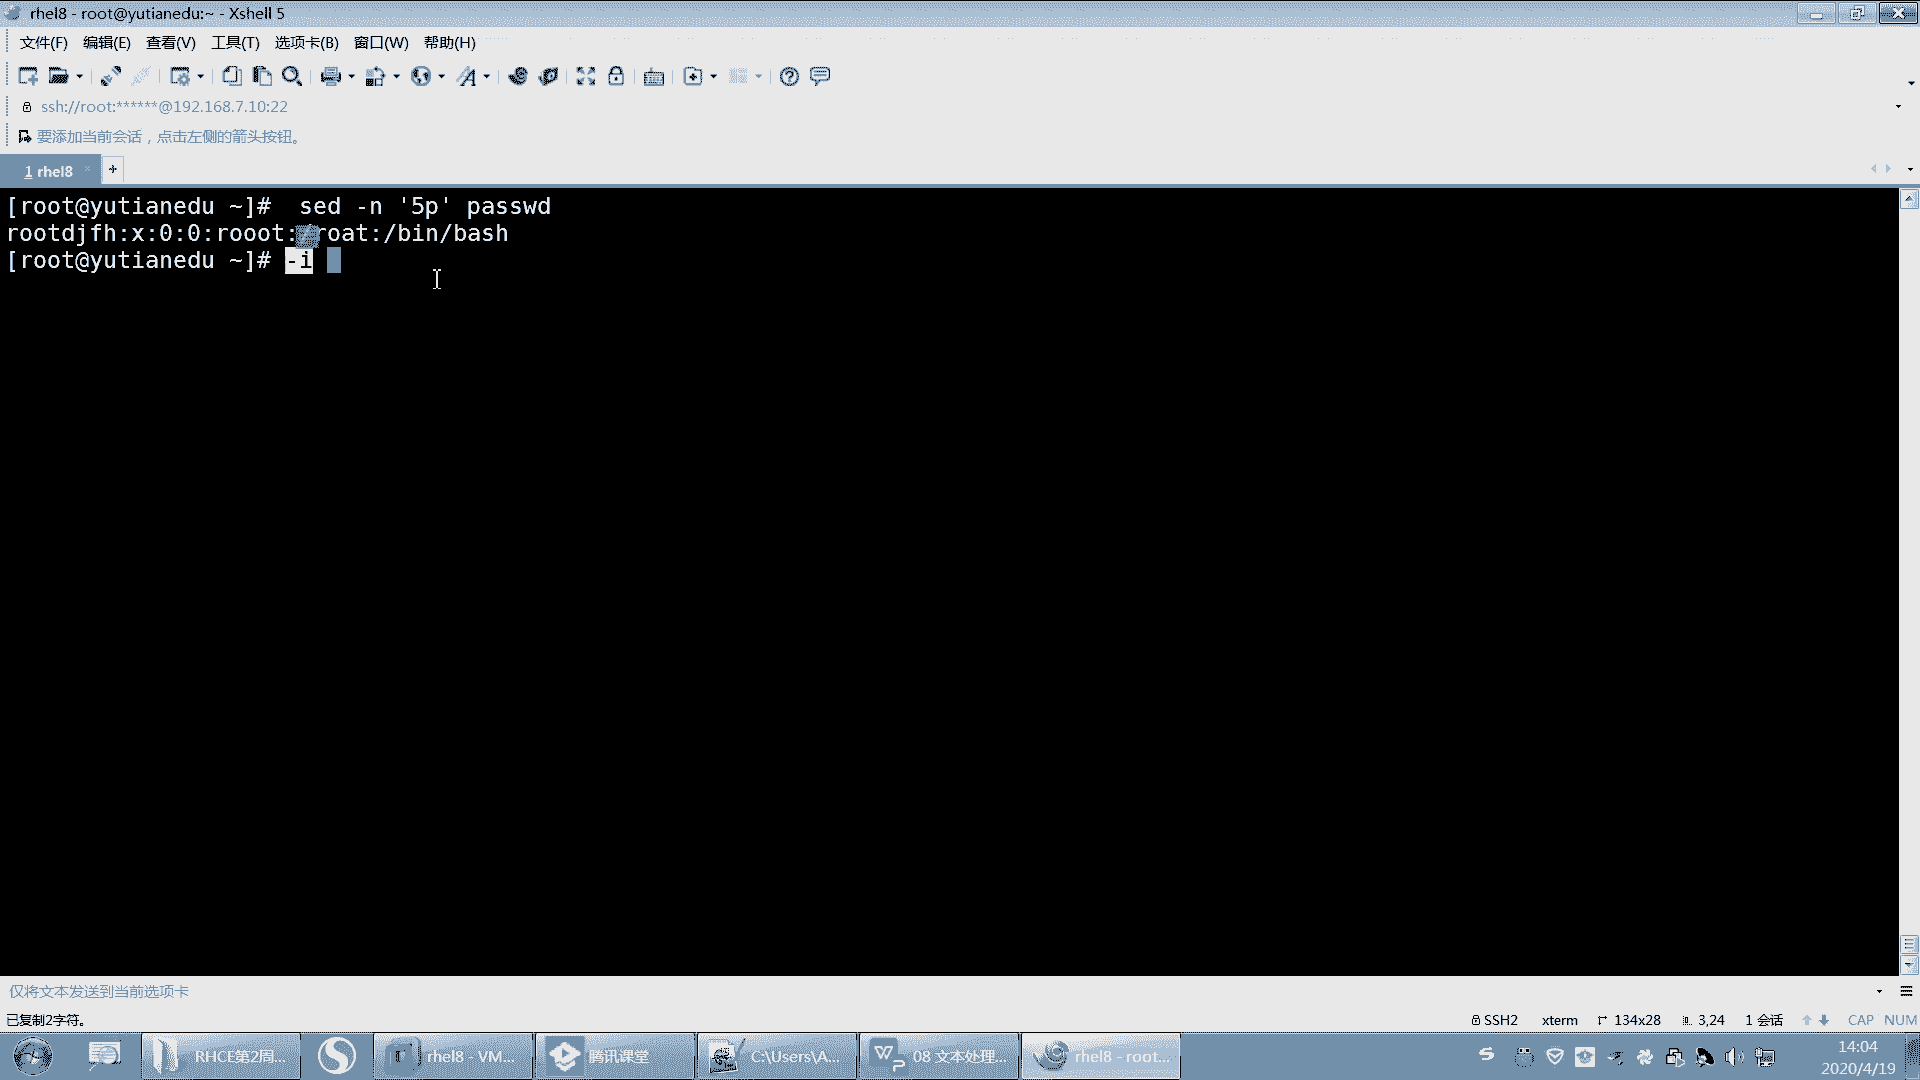 rhel8 - root@yutianedu:~ - Xshell 5
文件(F) 编辑(E) 查看(V) 工具(T) 选项卡(B) 窗口(W) 帮助(H)
ssh://root:******@192.168.7.10:22
要添加当前会话，点击左侧的箭头按钮。
1 rhel8
[root@yutianedu ~]#  sed -n '5p' passwd
rootdjfh:x:0:0:rooot:/roat:/bin/bash
[root@yutianedu ~]# -i
仅将文本发送到当前选项卡
已复制2字符。 SSH2 xterm 134x28 3,24 1 会话 CAP NUM
RHCE第2周... rhel8 - VM... 腾讯课堂 C:\Users\A... 08 文本处理... rhel8 - root... 14:04
2020/4/19